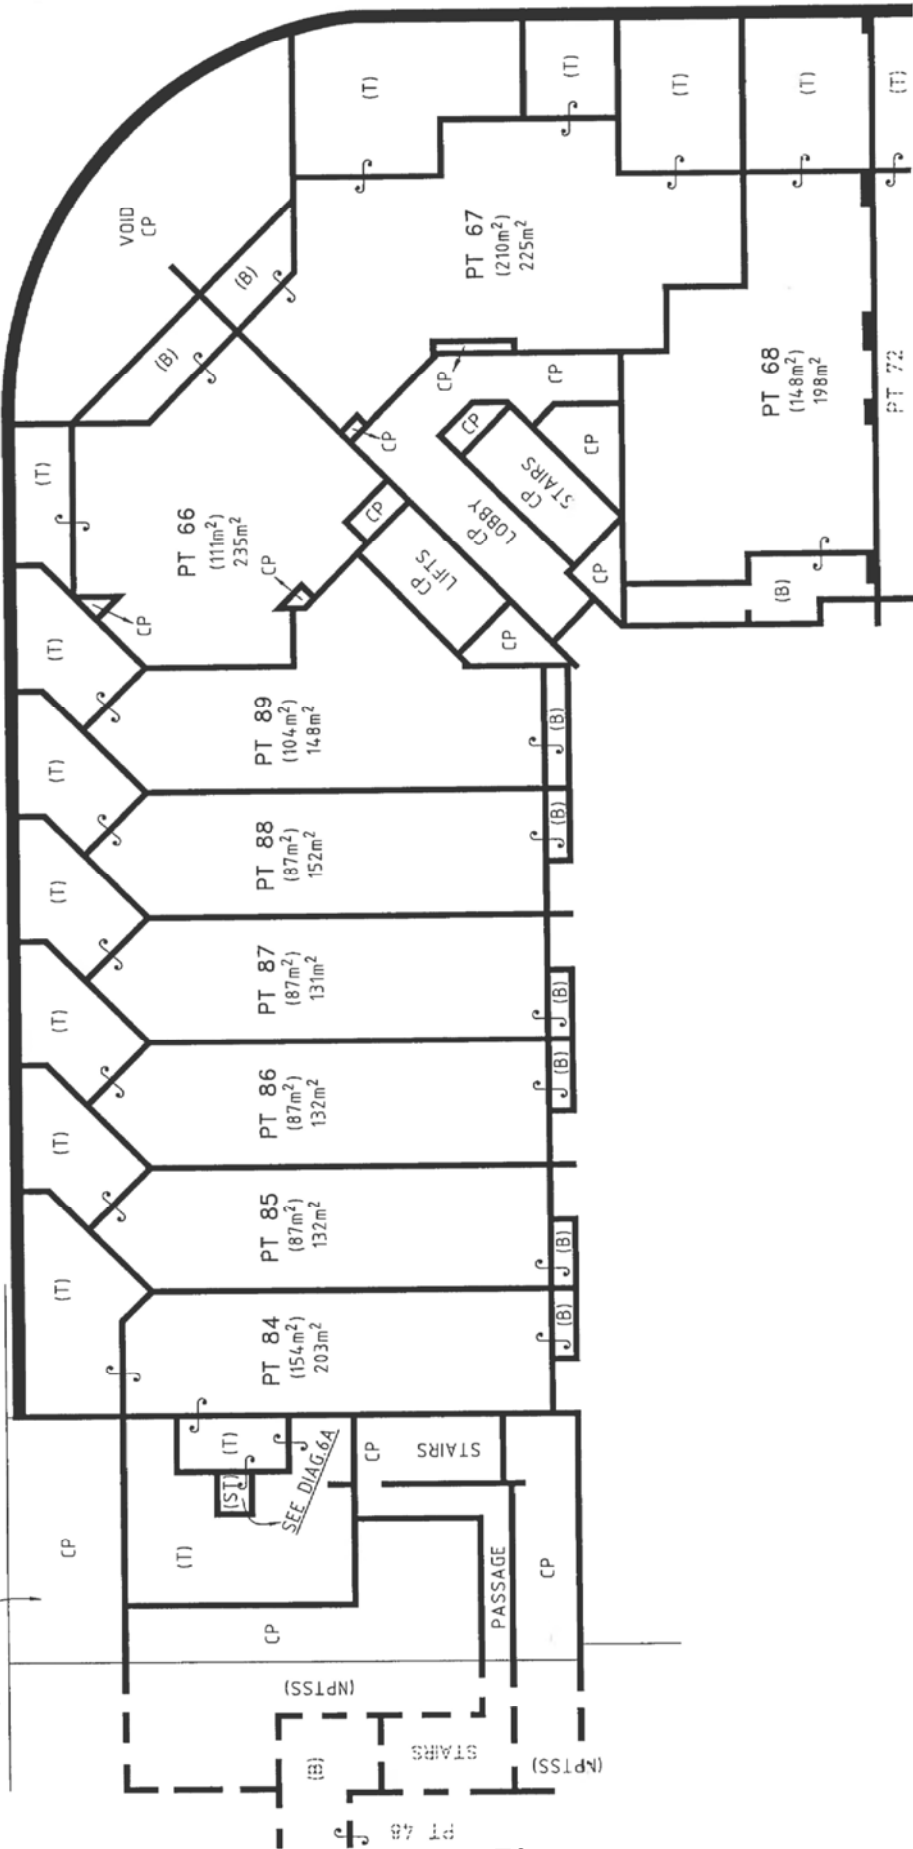 (T)
(T)
(T)
(T)
(T)
VOID
CP
(B)
(B)
PT 67
(210m²)
225m²
PT 68
(148m²)
198m²
PT 72
CP
CP
CP
CP
CP
STAIRS
CP
LOBBY
CP
CP
LIFTS
CP
CP
CP
(B)
(T)
PT 66
(111m²)
235m²
CP
CP
(T)
PT 89
(104m²)
148m²
(B)
(T)
PT 88
(87m²)
152m²
(B)
(T)
PT 87
(87m²)
131m²
(B)
(T)
PT 86
(87m²)
132m²
(B)
(T)
PT 85
(87m²)
132m²
(B)
(T)
PT 84
(154m²)
203m²
(B)
(T)
(ST)
SEE DIAG.6A
CP
STAIRS
CP
(T)
CP
PASSAGE
CP
(NPTSS)
(B)
STAIRS
(NPTSS)
PT 48